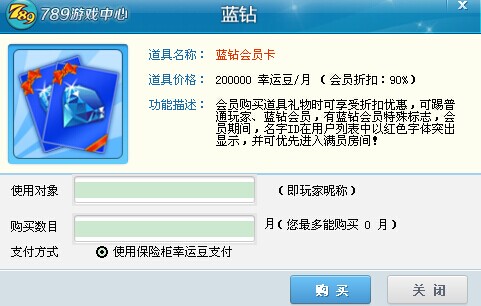 789游戏中心
蓝钻
道具名称： 蓝钻会员卡
道具价格： 200000 幸运豆/月 （ 会员折扣：90%）
功能描述： 会员购买道具礼物时可享受折扣优惠，可踢普
通玩家、蓝钻会员，有蓝钻会员特殊标志，会
员期间，名字ID在用户列表中以红色字体突出
显示，并可优先进入满员房间！
使用对象 （即玩家昵称）
购买数目 月（您最多能购买 0 月）
支付方式 使用保险柜幸运豆支付
购 买 关 闭